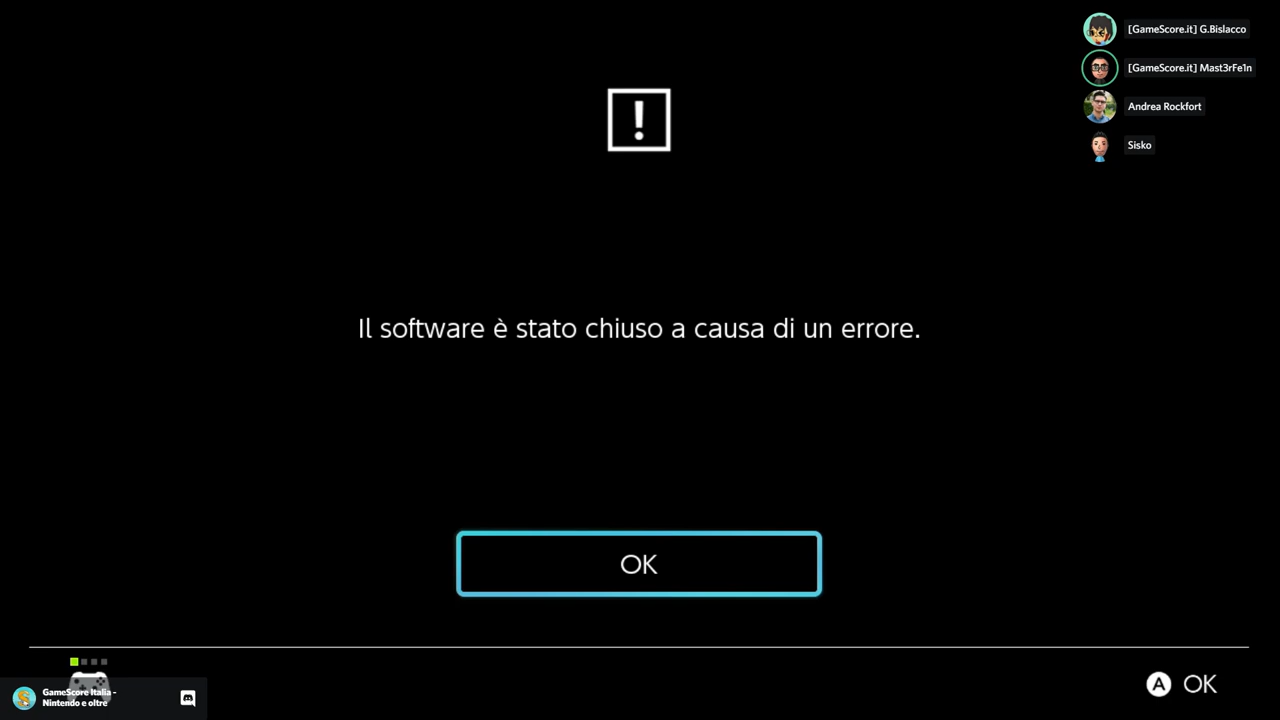 [GameScore.it] G.Bislacco
[GameScore.it] Mast3rFe1n
Andrea Rockfort
Sisko
!
Il software è stato chiuso a causa di un errore.
OK
GameScore Italia -
Nintendo e oltre
A OK